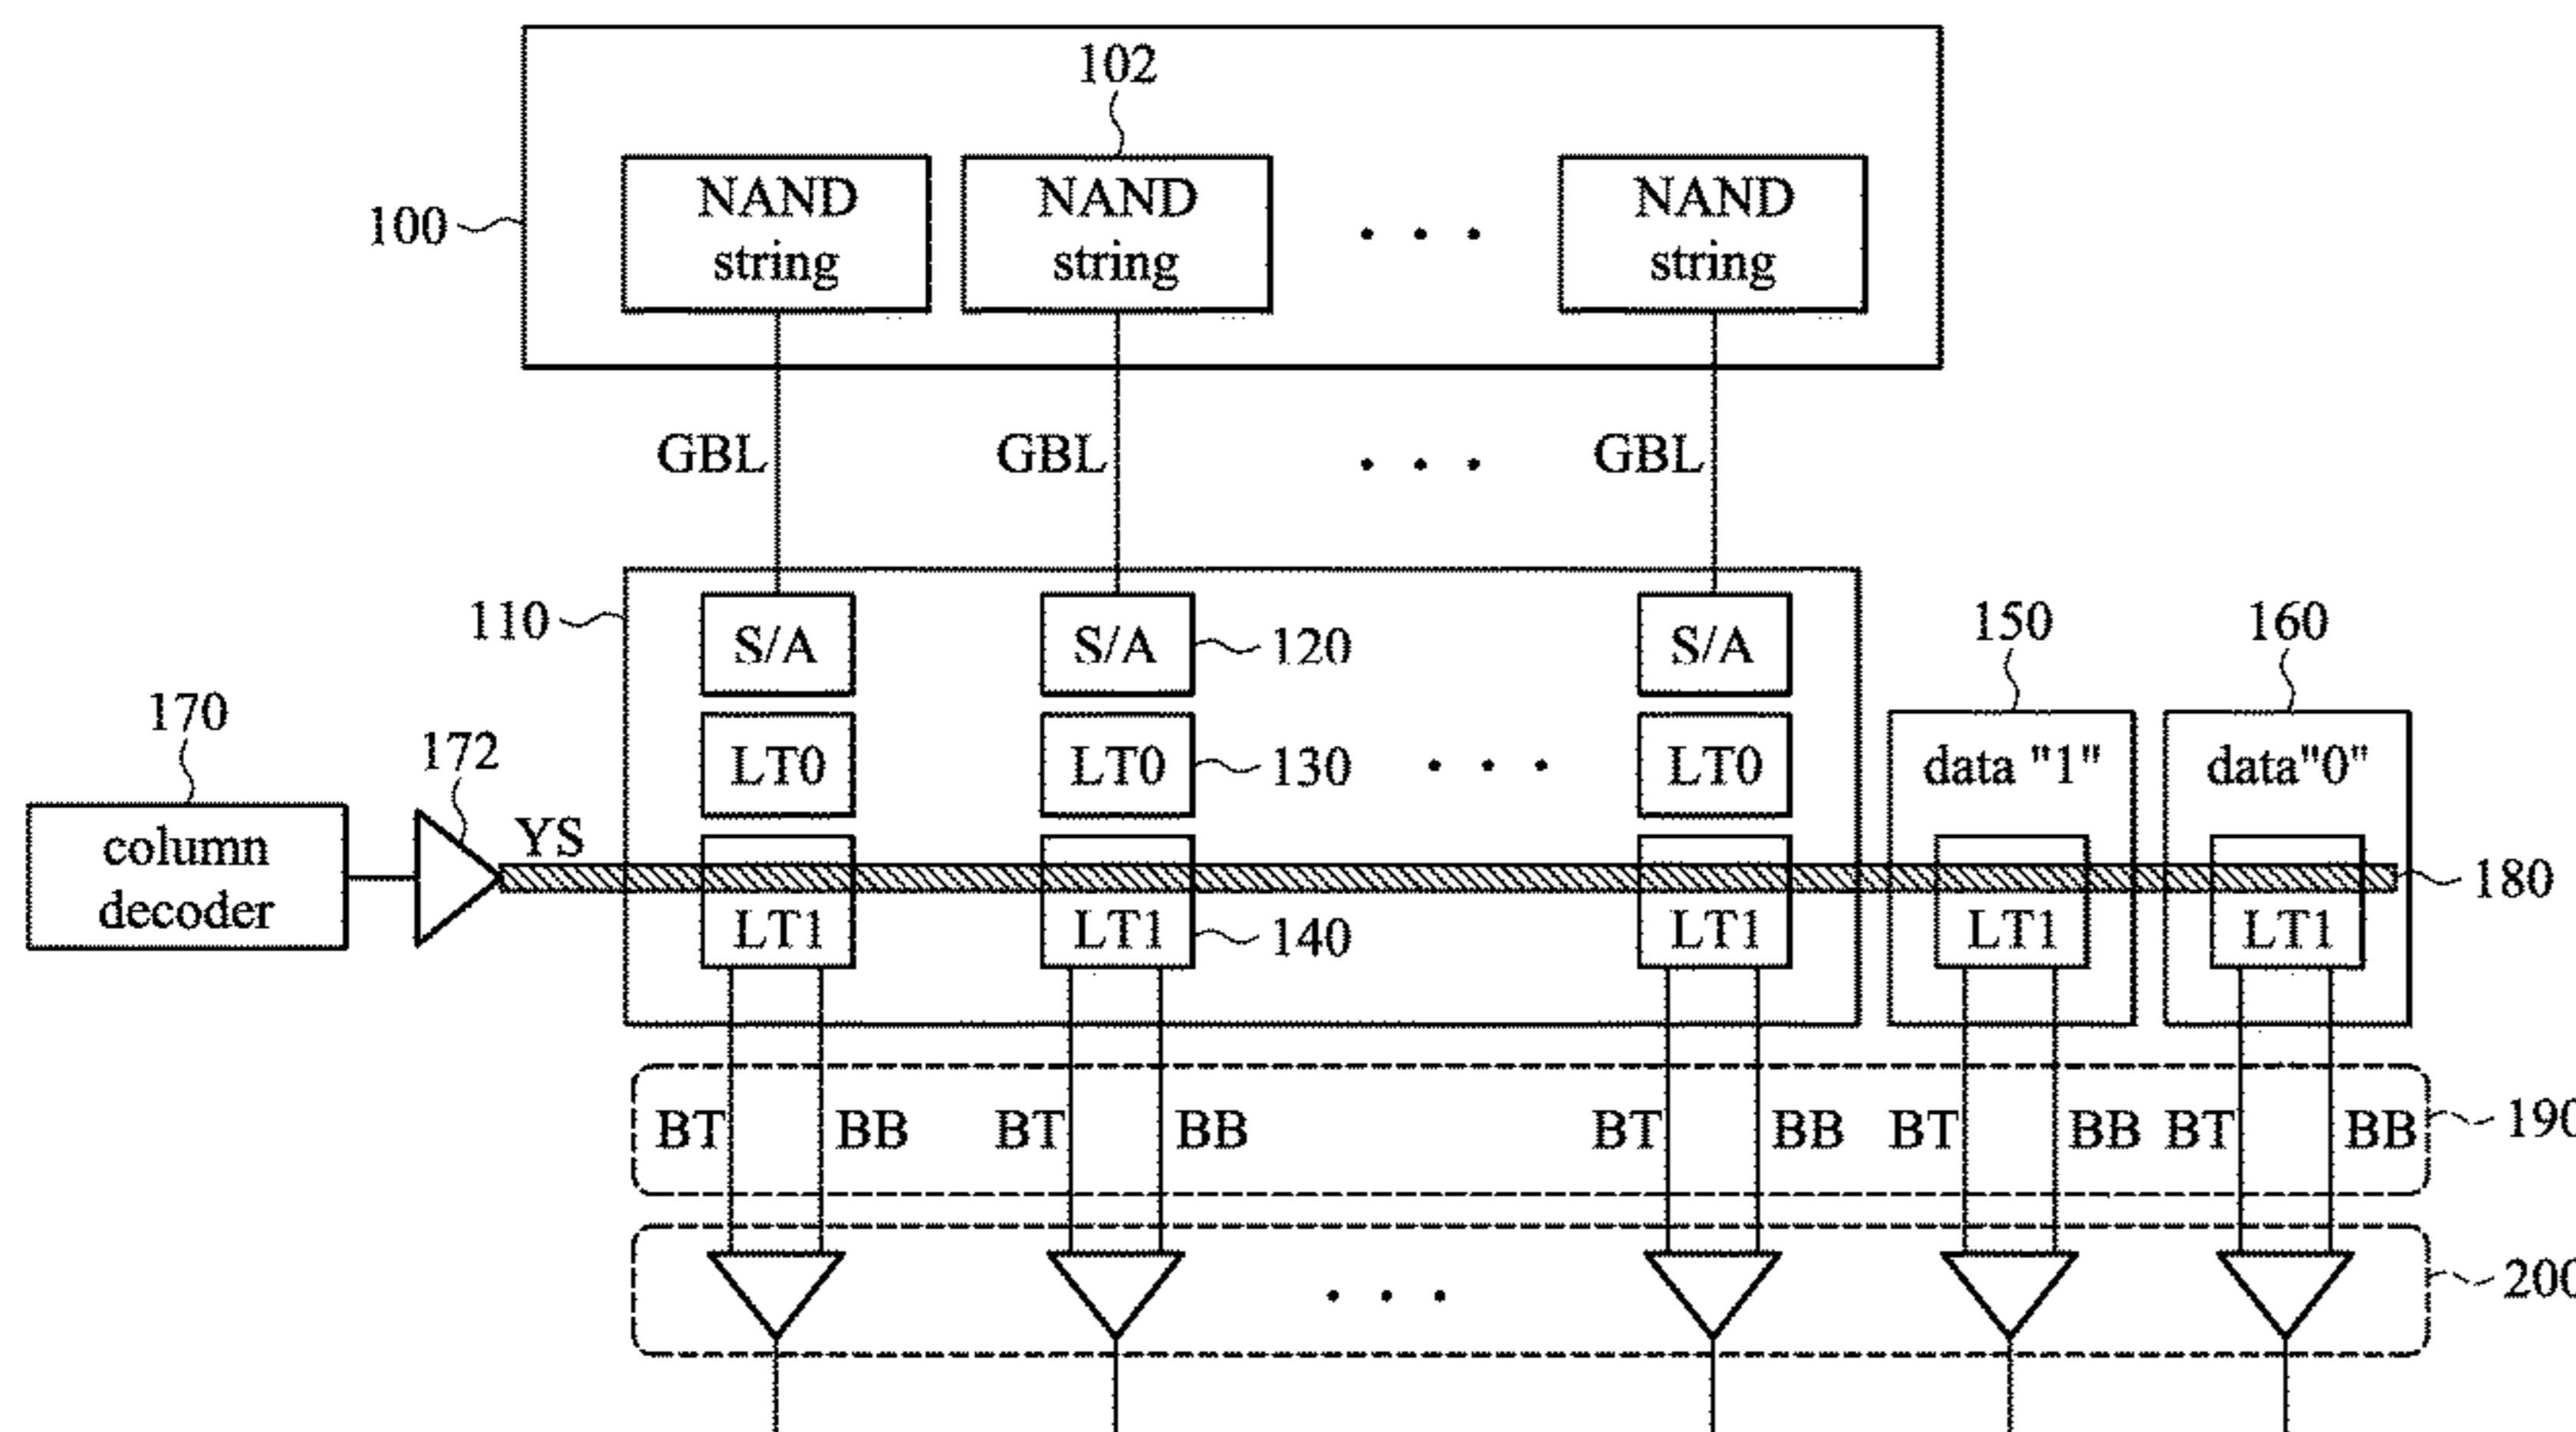 102
NAND string
NAND string
NAND string
100
GBL
GBL
GBL
110
S/A
S/A
120
S/A
150
160
170
172
LT0
LT0
130
LT0
data "1"
data"0"
column decoder
YS
180
LT1
LT1
140
LT1
LT1
LT1
BT
BB
BT
BB
BT
BB
BT
BB
BT
BB
190
200